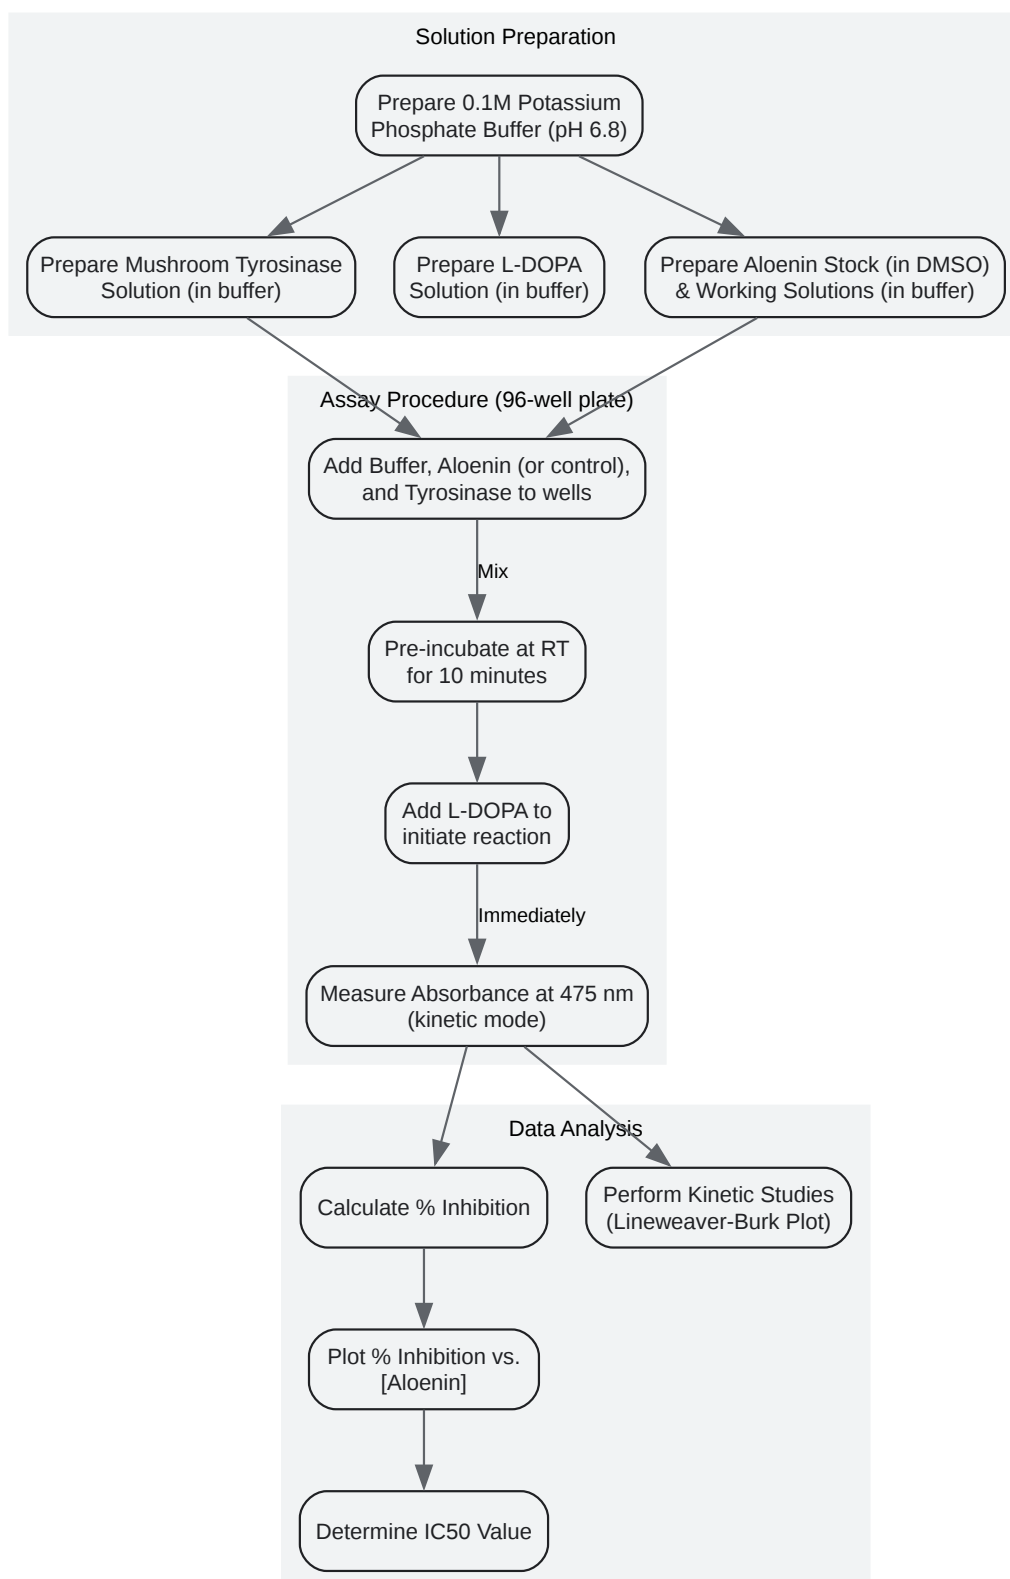 Solution Preparation
Prepare 0.1M Potassium
Phosphate Buffer (pH 6.8)
Prepare Mushroom Tyrosinase
Solution (in buffer)
Prepare L-DOPA
Solution (in buffer)
Prepare Aloenin Stock (in DMSO)
& Working Solutions (in buffer)
Assay Procedure (96-well plate)
Add Buffer, Aloenin (or control),
and Tyrosinase to wells
Mix
Pre-incubate at RT
for 10 minutes
Add L-DOPA to
initiate reaction
Immediately
Measure Absorbance at 475 nm
(kinetic mode)
Data Analysis
Calculate % Inhibition
Perform Kinetic Studies
(Lineweaver-Burk Plot)
Plot % Inhibition vs.
[Aloenin]
Determine IC50 Value